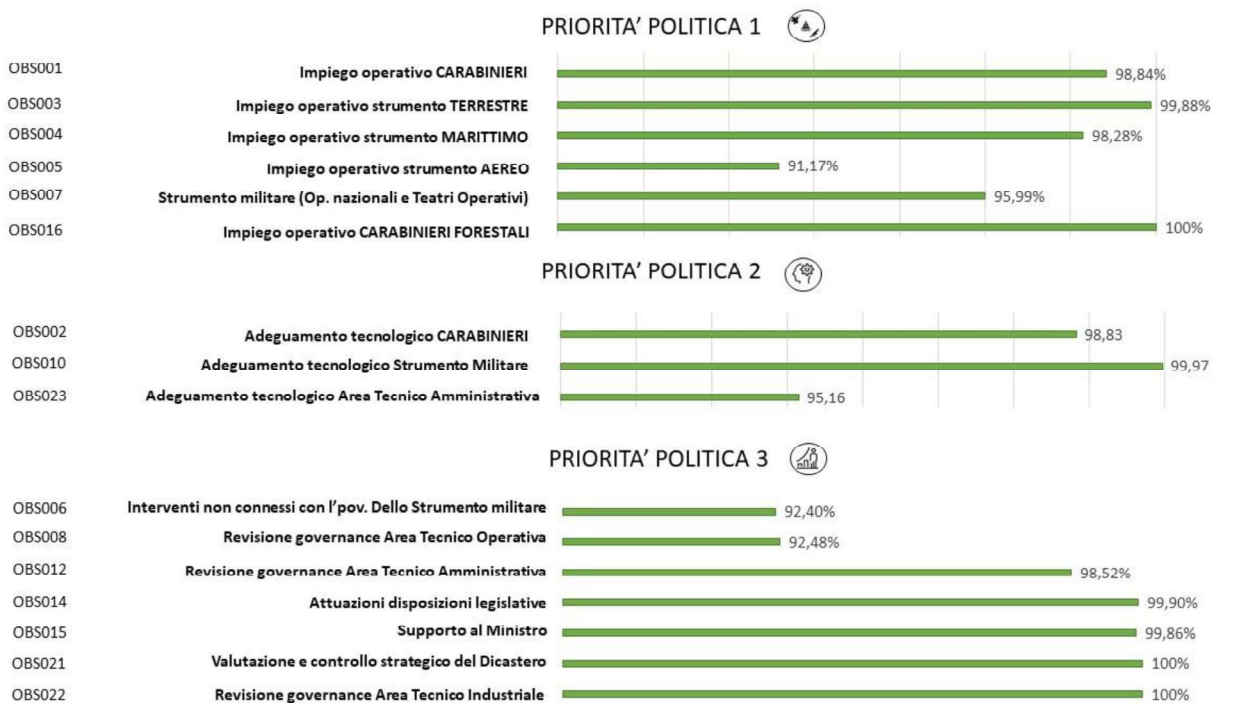 PRIORITA’ POLITICA 1
OBS001 Impiego operativo CARABINIERI 98,84%
OBS003 Impiego operativo strumento TERRESTRE 99,88%
OBS004 Impiego operativo strumento MARITTIMO 98,28%
OBS005 Impiego operativo strumento AEREO 91,17%
OBS007 Strumento militare (Op. nazionali e Teatri Operativi) 95,99%
OBS016 Impiego operativo CARABINIERI FORESTALI 100%
PRIORITA’ POLITICA 2
OBS002 Adeguamento tecnologico CARABINIERI 98,83
OBS010 Adeguamento tecnologico Strumento Militare 99,97
OBS023 Adeguamento tecnologico Area Tecnico Amministrativa 95,16
PRIORITA’ POLITICA 3
OBS006 Interventi non connessi con l’pov. Dello Strumento militare 92,40%
OBS008 Revisione governance Area Tecnico Operativa 92,48%
OBS012 Revisione governance Area Tecnico Amministrativa 98,52%
OBS014 Attuazioni disposizioni legislative 99,90%
OBS015 Supporto al Ministro 99,86%
OBS021 Valutazione e controllo strategico del Dicastero 100%
OBS022 Revisione governance Area Tecnico Industriale 100%